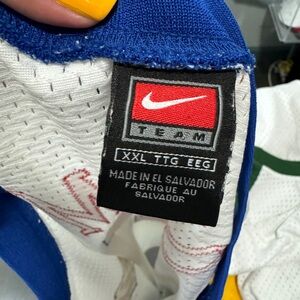 TEAM
XXL TTG EEG
MADE IN EL SALVADOR
FABRIQUE AU
SALVADOR